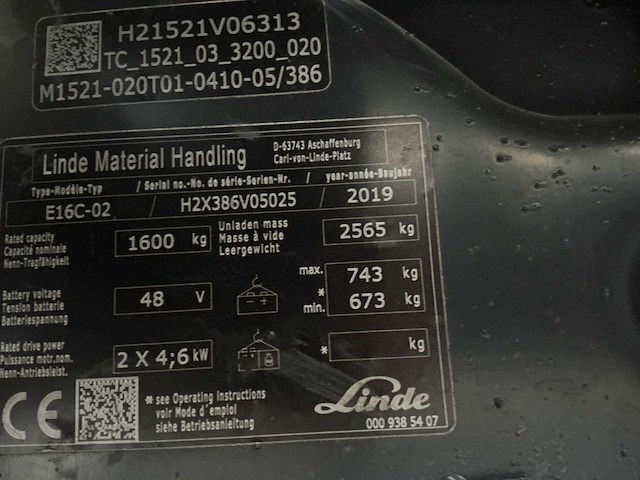 H21521V06313
TC_1521_03_3200_020
M1521-020T01-0410-05/386
Linde Material Handling
D-63743 Aschaffenburg
Carl-von-Linde-Platz
Type-Modèle-Typ / Serial no.-No. de série-Serien-Nr. / year-année-Baujahr
E16C-02 / H2X386V05025 / 2019
Rated capacity
Capacité nominale
Nenn-Tragfähigkeit
1600 kg
Unladen mass
Masse à vide
Leergewicht
2565 kg
Battery voltage
Tension batterie
Batteriespannung
48 V
max. 743 kg
*
min. 673 kg
Rated drive power
Puissance motr.nom.
Nenn-Antriebsleist.
2 X 4;6 kW
* kg
CE
* see Operating Instructions
voir Mode d'emploi
siehe Betriebsanleitung
Linde
000 938 54 07